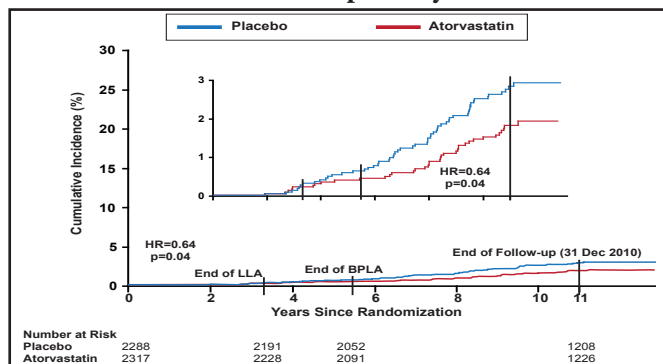 Placebo Atorvastatin
30
25
20
15
10
5
0
Cumulative Incidence (%)
3
2
1
0
HR=0.64
p=0.04
HR=0.64
p=0.04
End of LLA
End of BPLA
End of Follow-up (31 Dec 2010)
0 2 4 6 8 10 11
Years Since Randomization
Number at Risk
Placebo 2288 2191 2052 1208
Atorvastatin 2317 2228 2091 1226